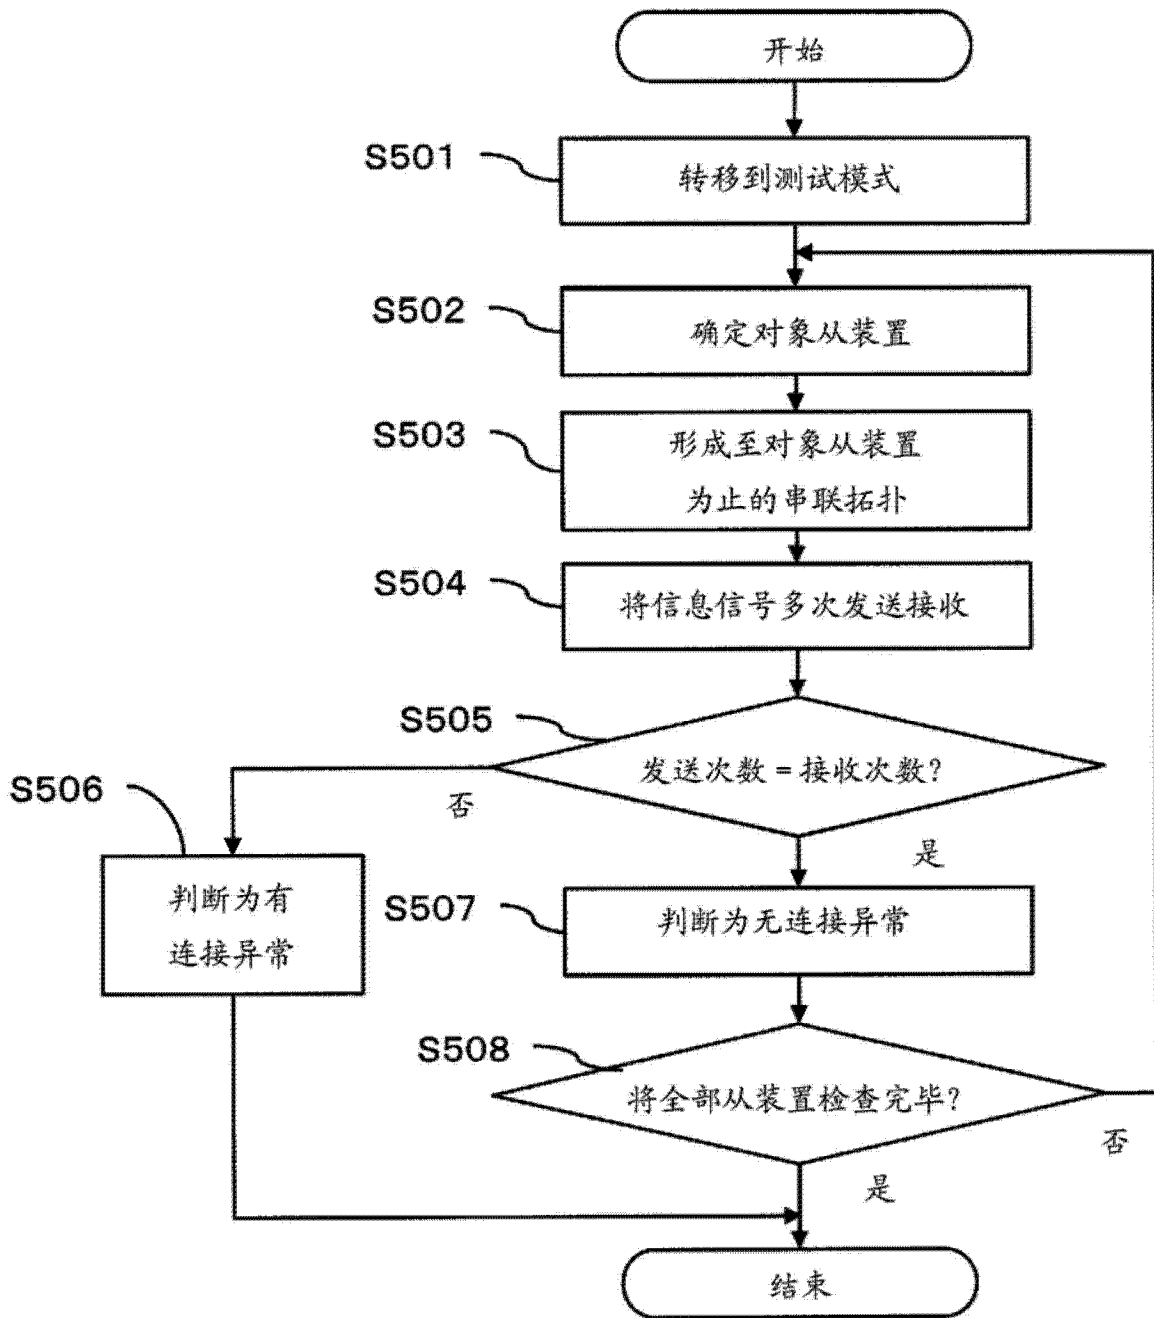 开始
S501
转移到测试模式
S502
确定对象从装置
S503
形成至对象从装置
为止的串联拓扑
S504
将信息信号多次发送接收
S505
发送次数=接收次数?
否
是
S506
判断为有
连接异常
S507
判断为无连接异常
S508
将全部从装置检查完毕?
否
是
结束